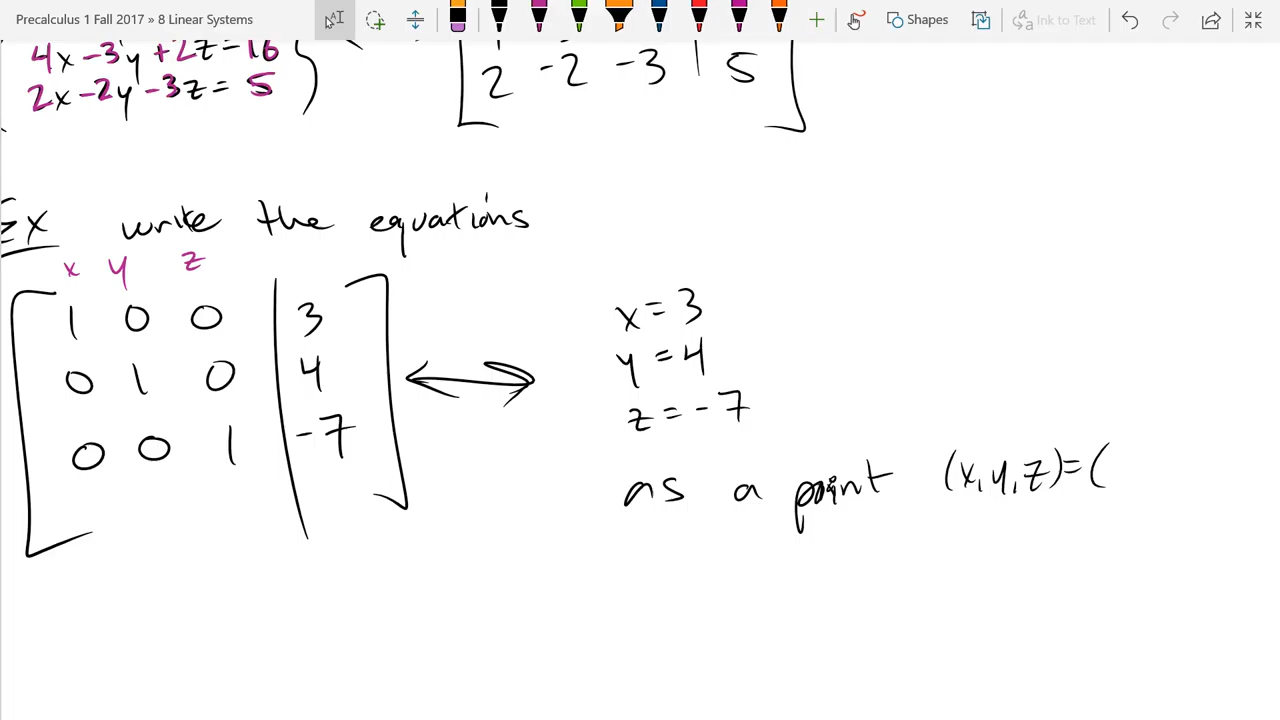 Precalculus 1 Fall 2017 » 8 Linear Systems
Shapes
Ink to Text
4x -3y +2z = 16
2x -2y -3z = 5
2 -2 -3 | 5
Ex write the equations
x y z
1 0 0 | 3
0 1 0 | 4
0 0 1 | -7
x = 3
y = 4
z = -7
as a point (x, y, z) = (